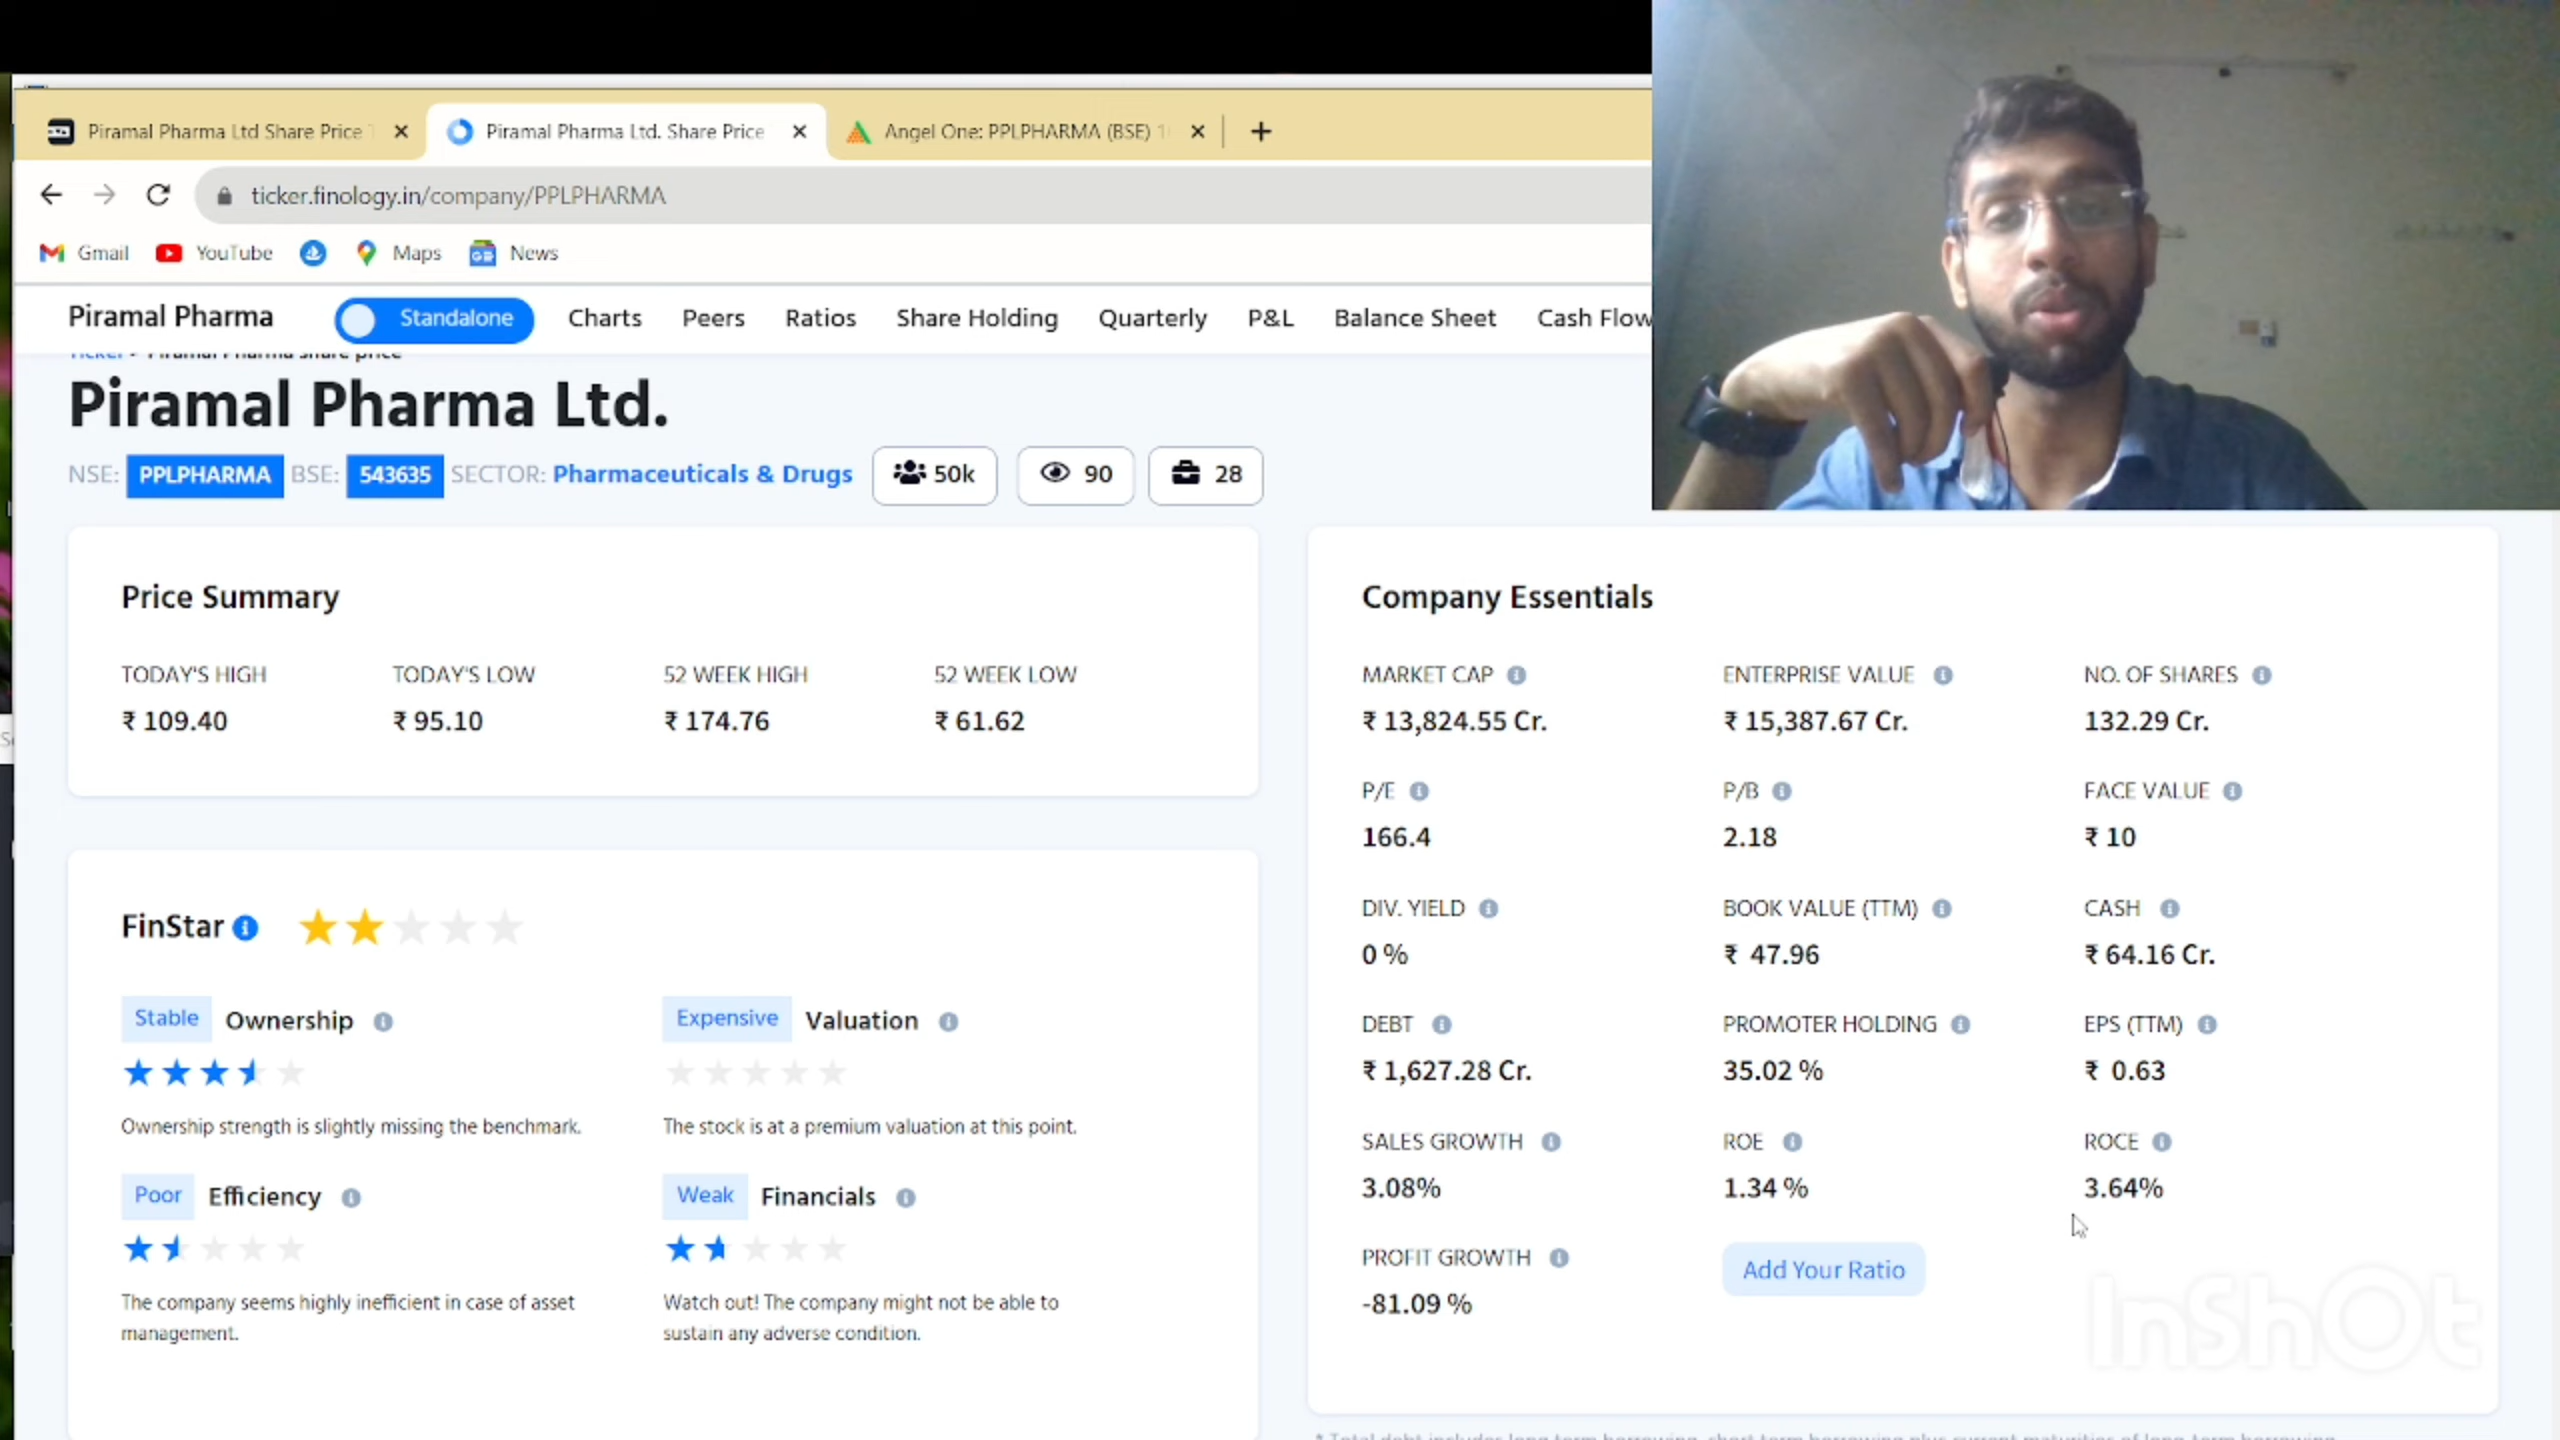 Piramal Pharma Ltd Share Price
Piramal Pharma Ltd. Share Price
Angel One: PPLPHARMA (BSE)
ticker.finology.in/company/PPLPHARMA
Gmail YouTube Maps News
Piramal Pharma Standalone Charts Peers Ratios Share Holding Quarterly P&L Balance Sheet Cash Flow
Ticker Piramal Pharma share price
Piramal Pharma Ltd.
NSE: PPLPHARMA BSE: 543635 SECTOR: Pharmaceuticals & Drugs 50k 90 28
Price Summary
TODAY'S HIGH TODAY'S LOW 52 WEEK HIGH 52 WEEK LOW
₹ 109.40 ₹ 95.10 ₹ 174.76 ₹ 61.62
FinStar
Stable Ownership Expensive Valuation
Ownership strength is slightly missing the benchmark. The stock is at a premium valuation at this point.
Poor Efficiency Weak Financials
The company seems highly inefficient in case of asset
management.
Watch out! The company might not be able to
sustain any adverse condition.
Company Essentials
MARKET CAP ENTERPRISE VALUE NO. OF SHARES
₹ 13,824.55 Cr. ₹ 15,387.67 Cr. 132.29 Cr.
P/E P/B FACE VALUE
166.4 2.18 ₹ 10
DIV. YIELD BOOK VALUE (TTM) CASH
0 % ₹ 47.96 ₹ 64.16 Cr.
DEBT PROMOTER HOLDING EPS (TTM)
₹ 1,627.28 Cr. 35.02 % ₹ 0.63
SALES GROWTH ROE ROCE
3.08% 1.34 % 3.64%
PROFIT GROWTH Add Your Ratio
-81.09 %
InShOt